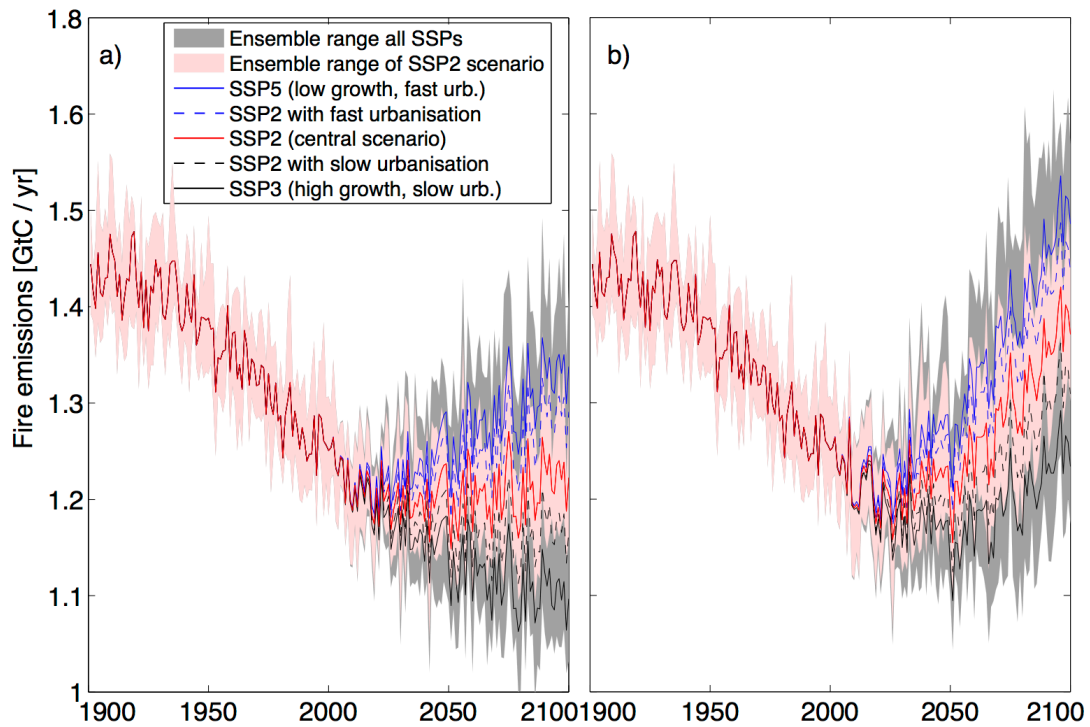 1.8
a)
b)
Ensemble range all SSPs
Ensemble range of SSP2 scenario
SSP5 (low growth, fast urb.)
SSP2 with fast urbanisation
SSP2 (central scenario)
SSP2 with slow urbanisation
SSP3 (high growth, slow urb.)
1.7
1.6
1.5
1.4
1.3
1.2
1.1
1
Fire emissions [GtC / yr]
1900 1950 2000 2050 2100 1900 1950 2000 2050 2100